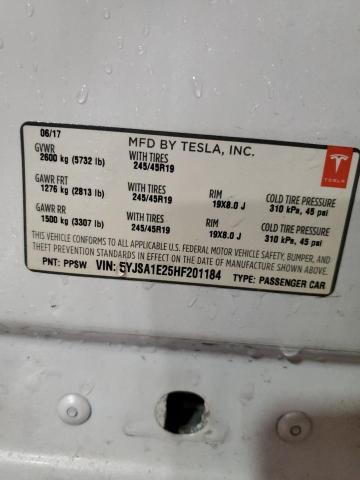 06/17
MFD BY TESLA, INC.
GVWR
2600 kg (5732 lb)
WITH TIRES
245/45R19
TESLA
GAWR FRT
1276 kg (2813 lb)
WITH TIRES
245/45R19
RIM
19X8.0 J
COLD TIRE PRESSURE
310 kPa, 45 psi
GAWR RR
1500 kg (3307 lb)
WITH TIRES
245/45R19
RIM
19X8.0 J
COLD TIRE PRESSURE
310 kPa, 45 psi
THIS VEHICLE CONFORMS TO ALL APPLICABLE U.S. FEDERAL MOTOR VEHICLE SAFETY, BUMPER, AND
THEFT PREVENTION STANDARDS IN EFFECT ON THE DATE OF MANUFACTURE SHOWN ABOVE.
PNT: PPSW VIN: 5YJSA1E25HF201184 TYPE: PASSENGER CAR